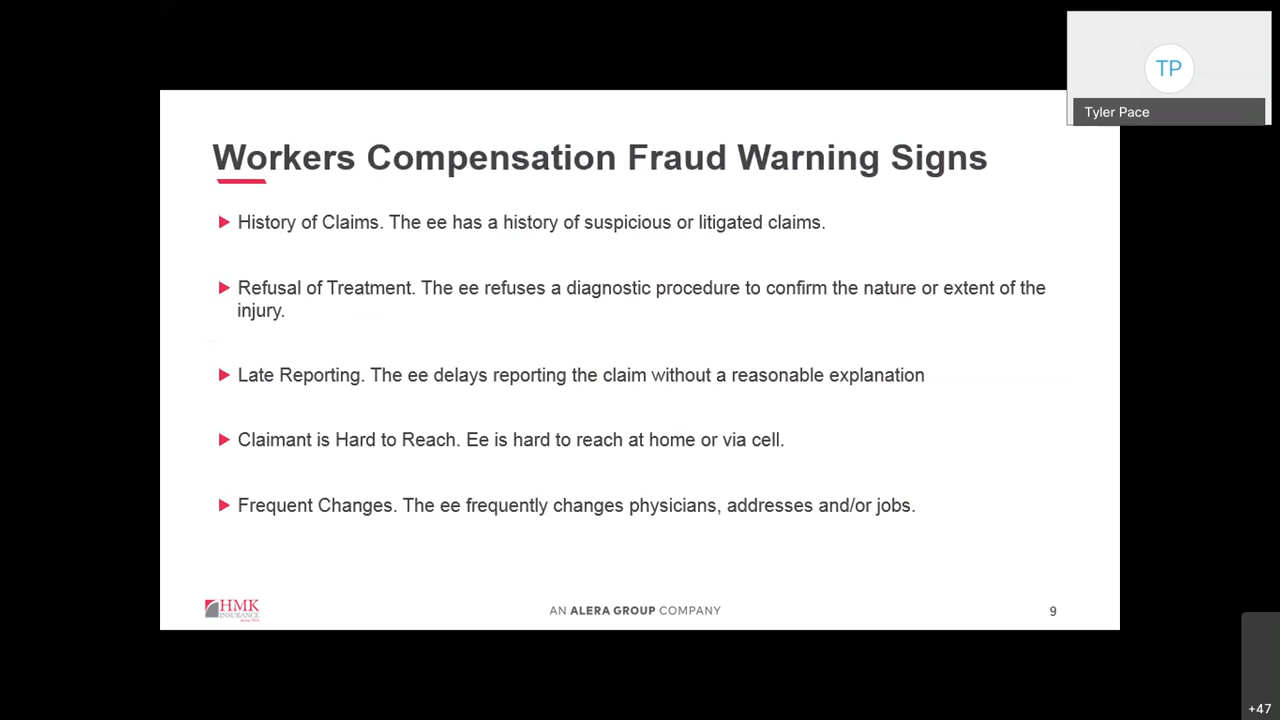 TP
Tyler Pace
Workers Compensation Fraud Warning Signs
History of Claims. The ee has a history of suspicious or litigated claims.
Refusal of Treatment. The ee refuses a diagnostic procedure to confirm the nature or extent of the
injury.
Late Reporting. The ee delays reporting the claim without a reasonable explanation
Claimant is Hard to Reach. Ee is hard to reach at home or via cell.
Frequent Changes. The ee frequently changes physicians, addresses and/or jobs.
HMK
INSURANCE
AN ALERA GROUP COMPANY
9
+47